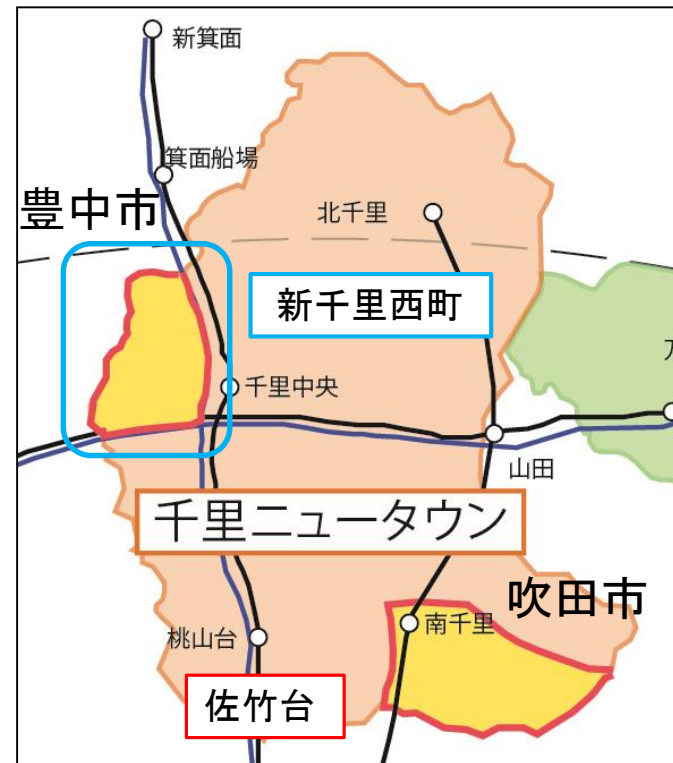 新箕面
箕面船場
豊中市
北千里
新千里西町
千里中央
山田
千里ニュータウン
吹田市
南千里
桃山台
佐竹台